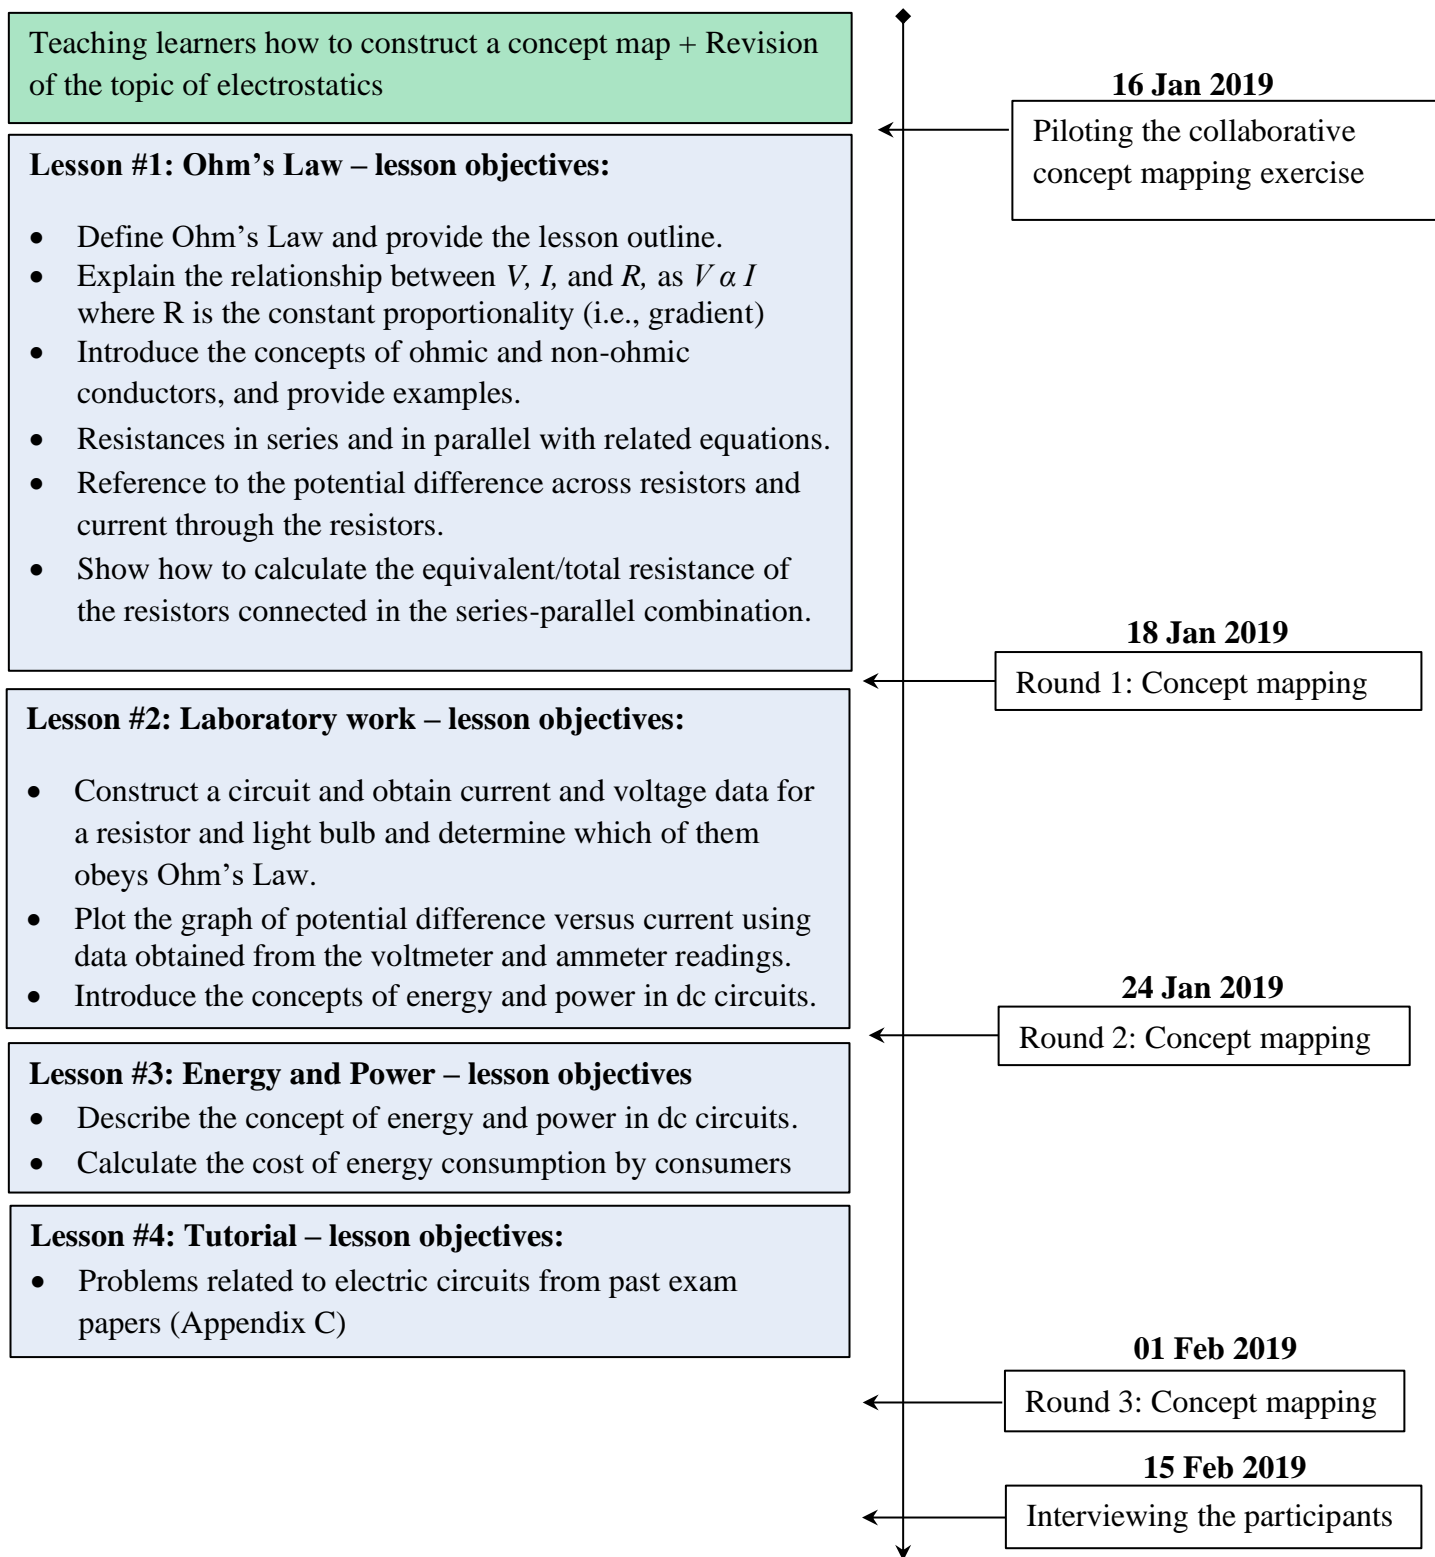 Teaching learners how to construct a concept map + Revision
of the topic of electrostatics
16 Jan 2019
Piloting the collaborative
concept mapping exercise
Lesson #1: Ohm’s Law – lesson objectives:
• Define Ohm’s Law and provide the lesson outline.
• Explain the relationship between V, I, and R, as V α I
where R is the constant proportionality (i.e., gradient)
• Introduce the concepts of ohmic and non-ohmic
conductors, and provide examples.
• Resistances in series and in parallel with related equations.
• Reference to the potential difference across resistors and
current through the resistors.
• Show how to calculate the equivalent/total resistance of
the resistors connected in the series-parallel combination.
18 Jan 2019
Round 1: Concept mapping
Lesson #2: Laboratory work – lesson objectives:
• Construct a circuit and obtain current and voltage data for
a resistor and light bulb and determine which of them
obeys Ohm’s Law.
• Plot the graph of potential difference versus current using
data obtained from the voltmeter and ammeter readings.
• Introduce the concepts of energy and power in dc circuits.
24 Jan 2019
Round 2: Concept mapping
Lesson #3: Energy and Power – lesson objectives
• Describe the concept of energy and power in dc circuits.
• Calculate the cost of energy consumption by consumers
Lesson #4: Tutorial – lesson objectives:
• Problems related to electric circuits from past exam
papers (Appendix C)
01 Feb 2019
Round 3: Concept mapping
15 Feb 2019
Interviewing the participants